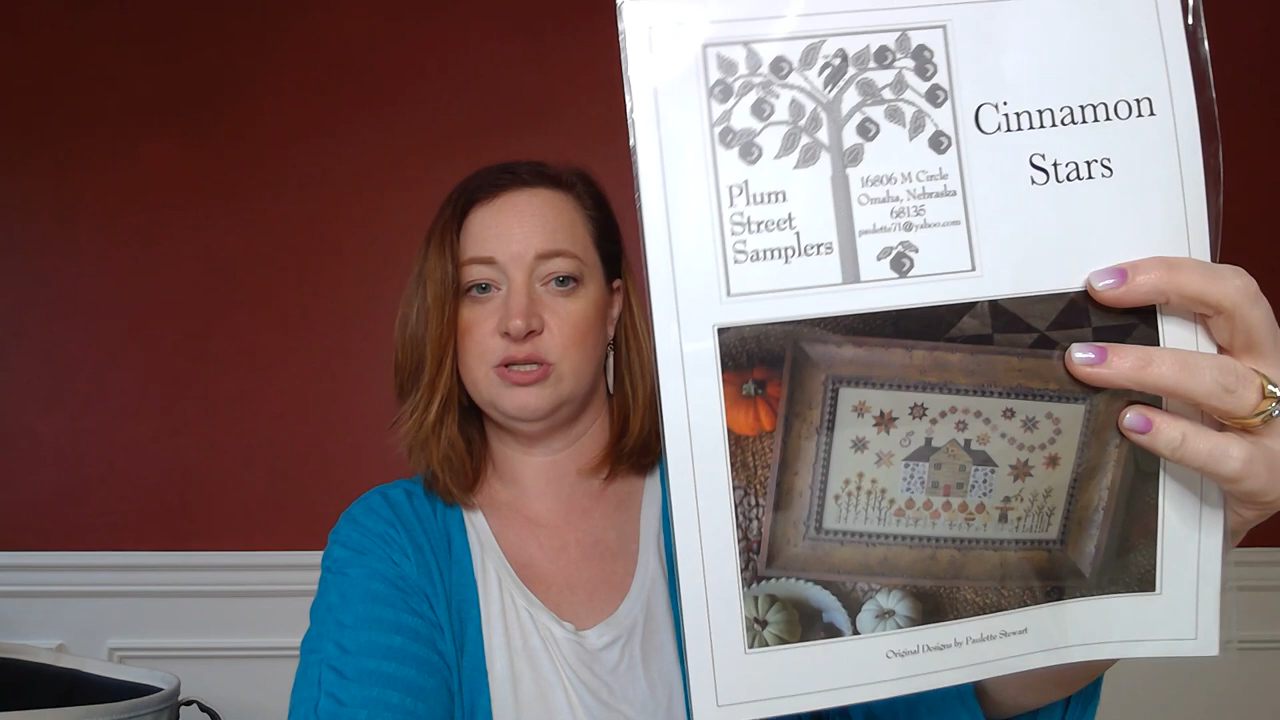 Cinnamon
Stars
Plum
Street
Samplers
16806 M Circle
Omaha, Nebraska
68135
paulette71@yahoo.com
Original Designs by Paulette Stewart